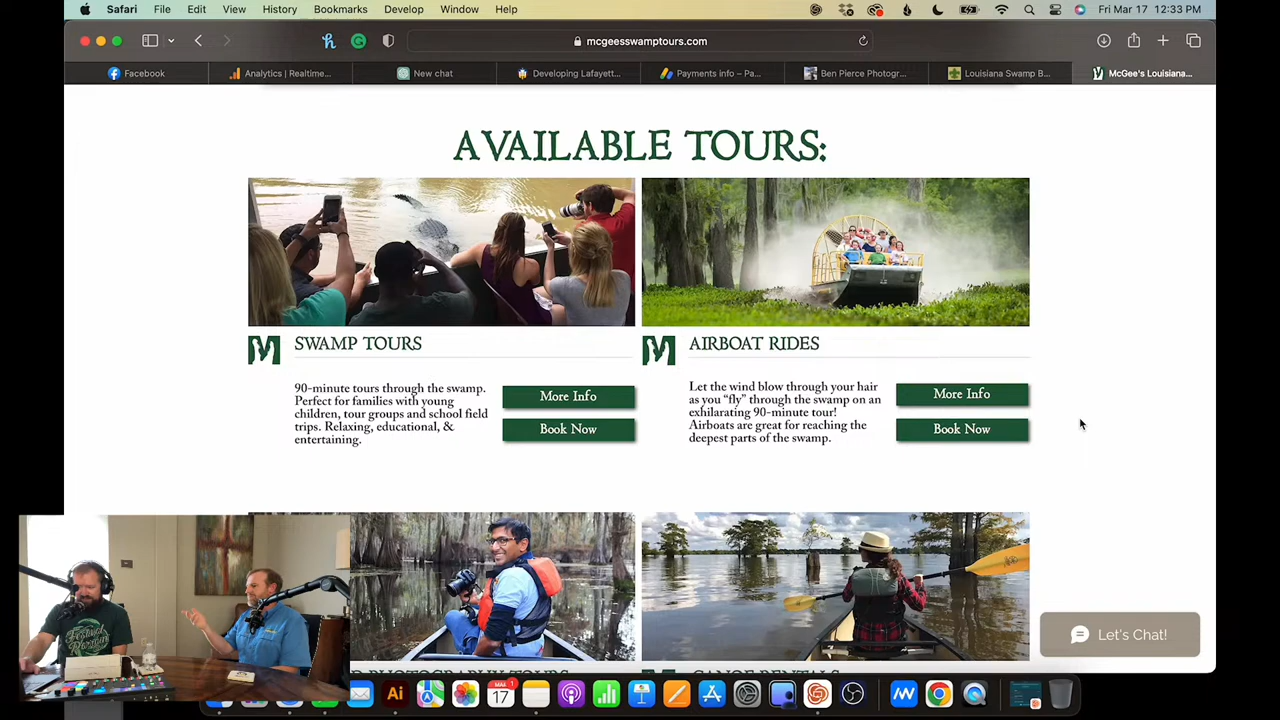 Safari File Edit View History Bookmarks Develop Window Help Fri Mar 17 12:33 PM
mcgeesswamptours.com
Facebook
Analytics | Realtime...
New chat
Developing Lafayett...
Payments info – Pa...
Ben Pierce Photogr...
Louisiana Swamp B...
McGee's Louisiana...
AVAILABLE TOURS:
M SWAMP TOURS
90-minute tours through the swamp.
Perfect for families with young
children, tour groups and school field
trips. Relaxing, educational, &
entertaining.
More Info
Book Now
M AIRBOAT RIDES
Let the wind blow through your hair
as you “fly” through the swamp on an
exhilarating 90-minute tour!
Airboats are great for reaching the
deepest parts of the swamp.
More Info
Book Now
Let's Chat!
17
Ai